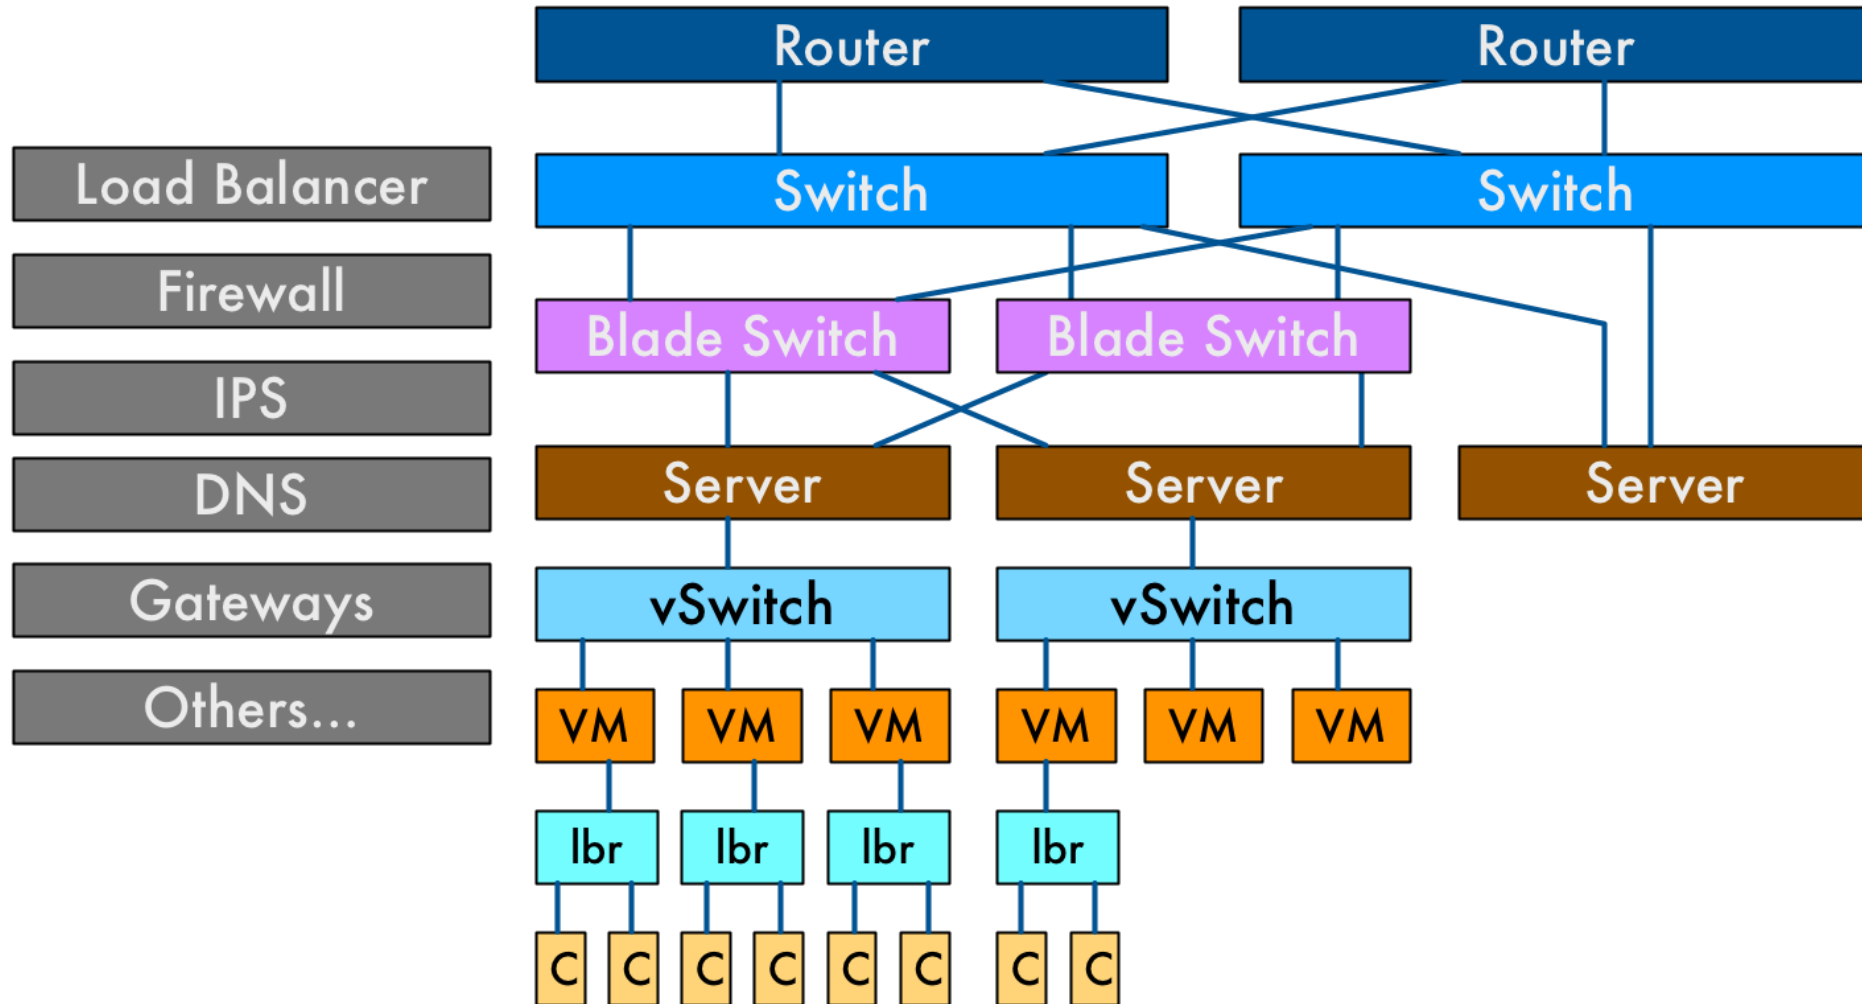 Router
Router
Load Balancer
Switch
Switch
Firewall
Blade Switch
Blade Switch
IPS
DNS
Server
Server
Server
Gateways
vSwitch
vSwitch
Others...
VM
VM
VM
VM
VM
VM
lbr
lbr
lbr
lbr
C
C
C
C
C
C
C
C